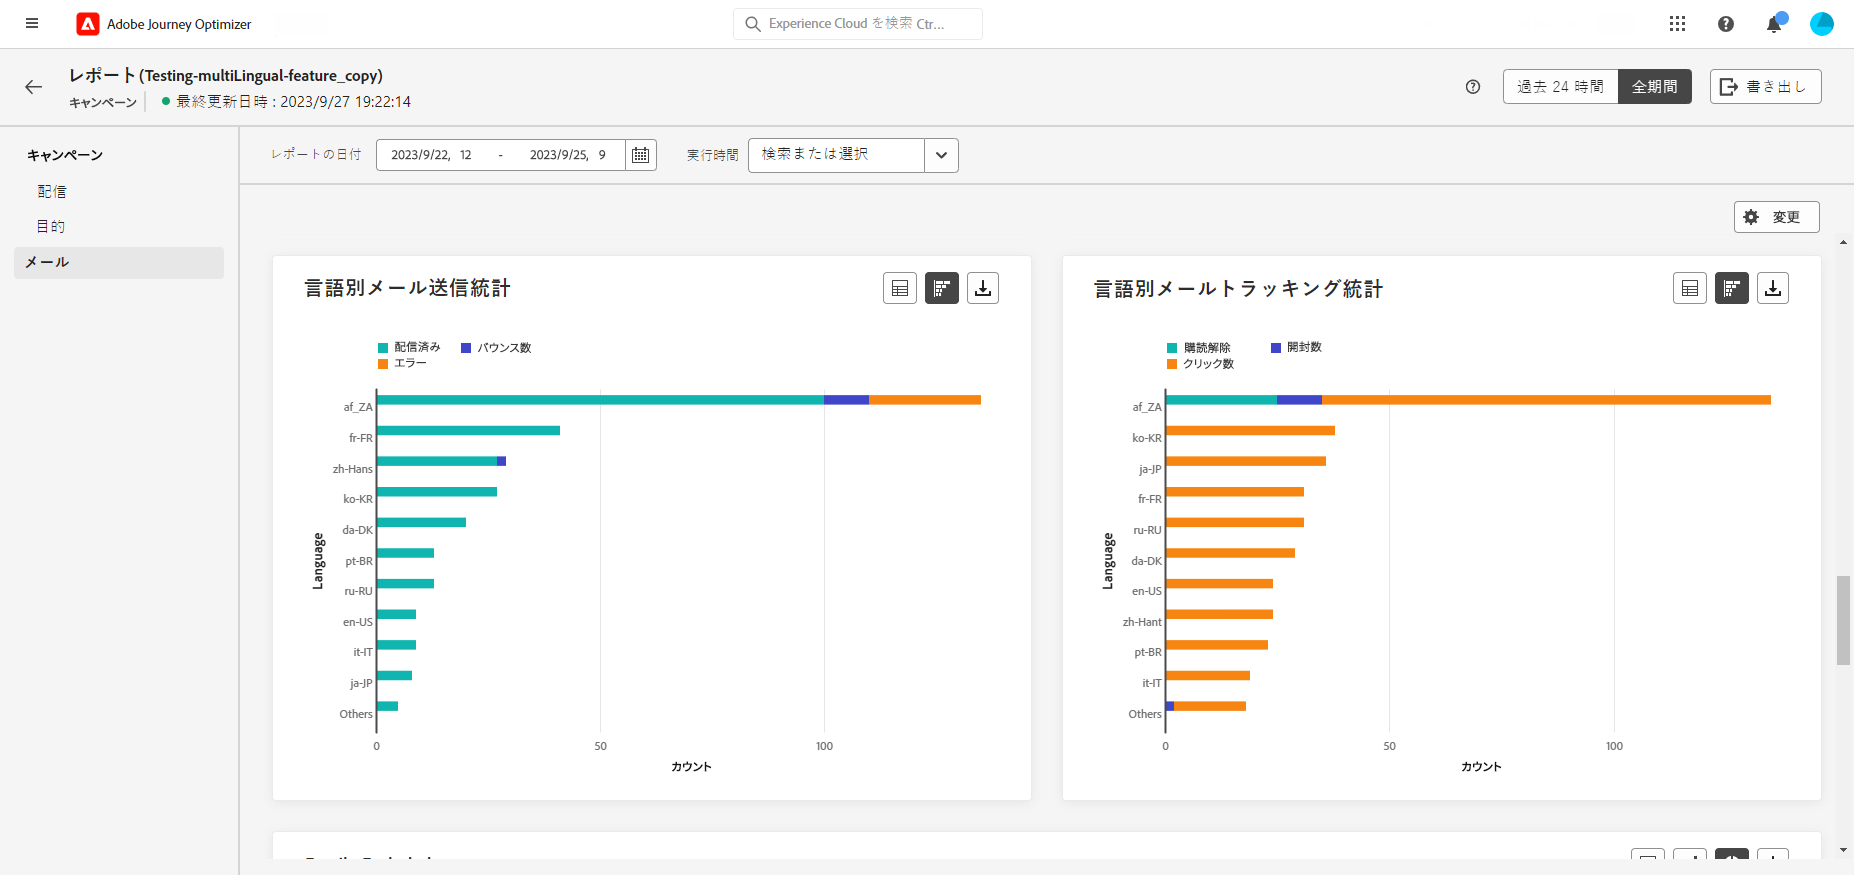 Adobe Journey Optimizer
Experience Cloud を検索 Ctr...
レポート(Testing-multiLingual-feature_copy)
キャンペーン
最終更新日時 : 2023/9/27 19:22:14
過去 24 時間
全期間
書き出し
キャンペーン
配信
目的
メール
レポートの日付
2023/9/22, 12 - 2023/9/25, 9
実行時間
検索または選択
変更
言語別メール送信統計
配信済み
バウンス数
エラー
Language
af_ZA
fr-FR
zh-Hans
ko-KR
da-DK
pt-BR
ru-RU
en-US
it-IT
ja-JP
Others
0 50 100
カウント
言語別メールトラッキング統計
購読解除
開封数
クリック数
Language
af_ZA
ko-KR
ja-JP
fr-FR
ru-RU
da-DK
en-US
zh-Hant
pt-BR
it-IT
Others
0 50 100
カウント